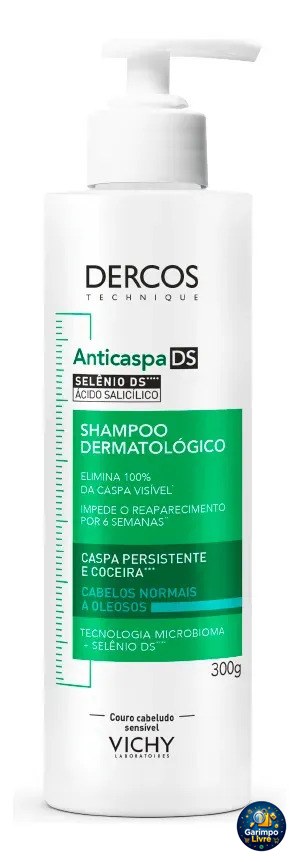 DERCOS
TECHNIQUE
Anticaspa DS
SELÊNIO DS****
ÁCIDO SALICÍLICO
SHAMPOO
DERMATOLÓGICO
ELIMINA 100%
DA CASPA VISÍVEL*
IMPEDE O REAPARECIMENTO
POR 6 SEMANAS**
CASPA PERSISTENTE
E COCEIRA***
CABELOS NORMAIS
A OLEOSOS
TECNOLOGIA MICROBIOMA
+ SELÊNIO DS****
300g
Couro cabeludo
sensível
VICHY
LABORATOIRES
Garimpo
Livre